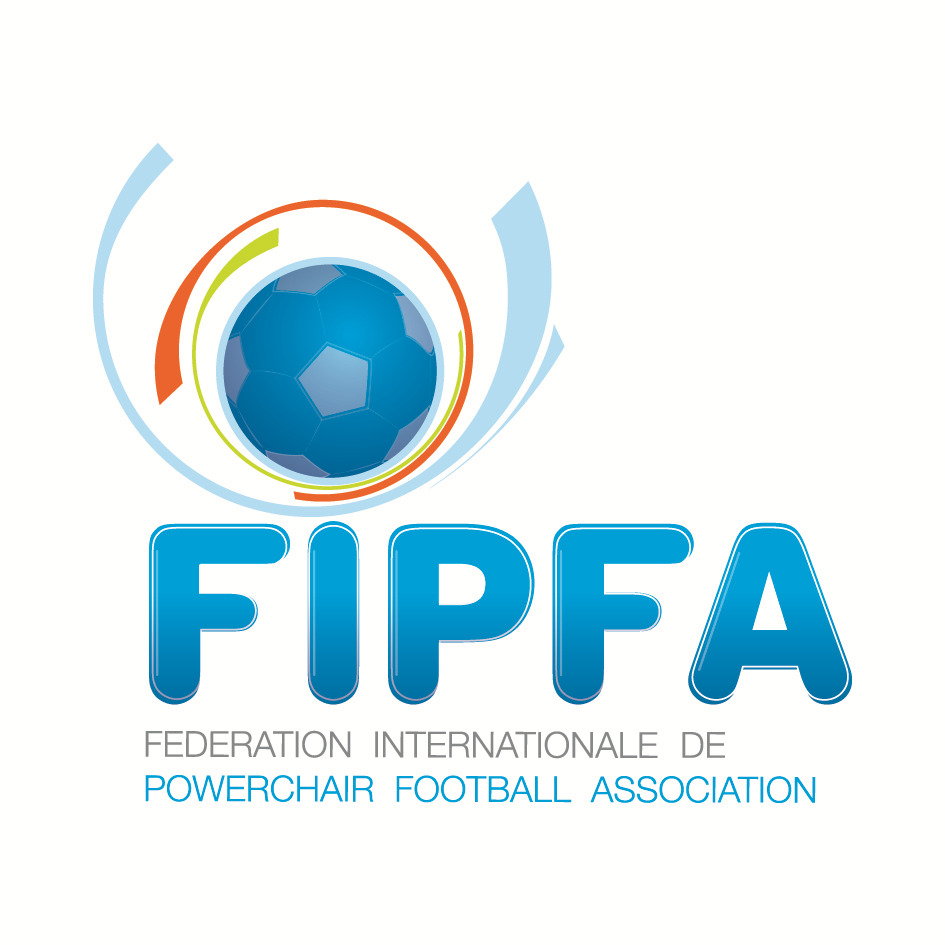 FIPFA
FEDERATION INTERNATIONALE DE
POWERCHAIR FOOTBALL ASSOCIATION